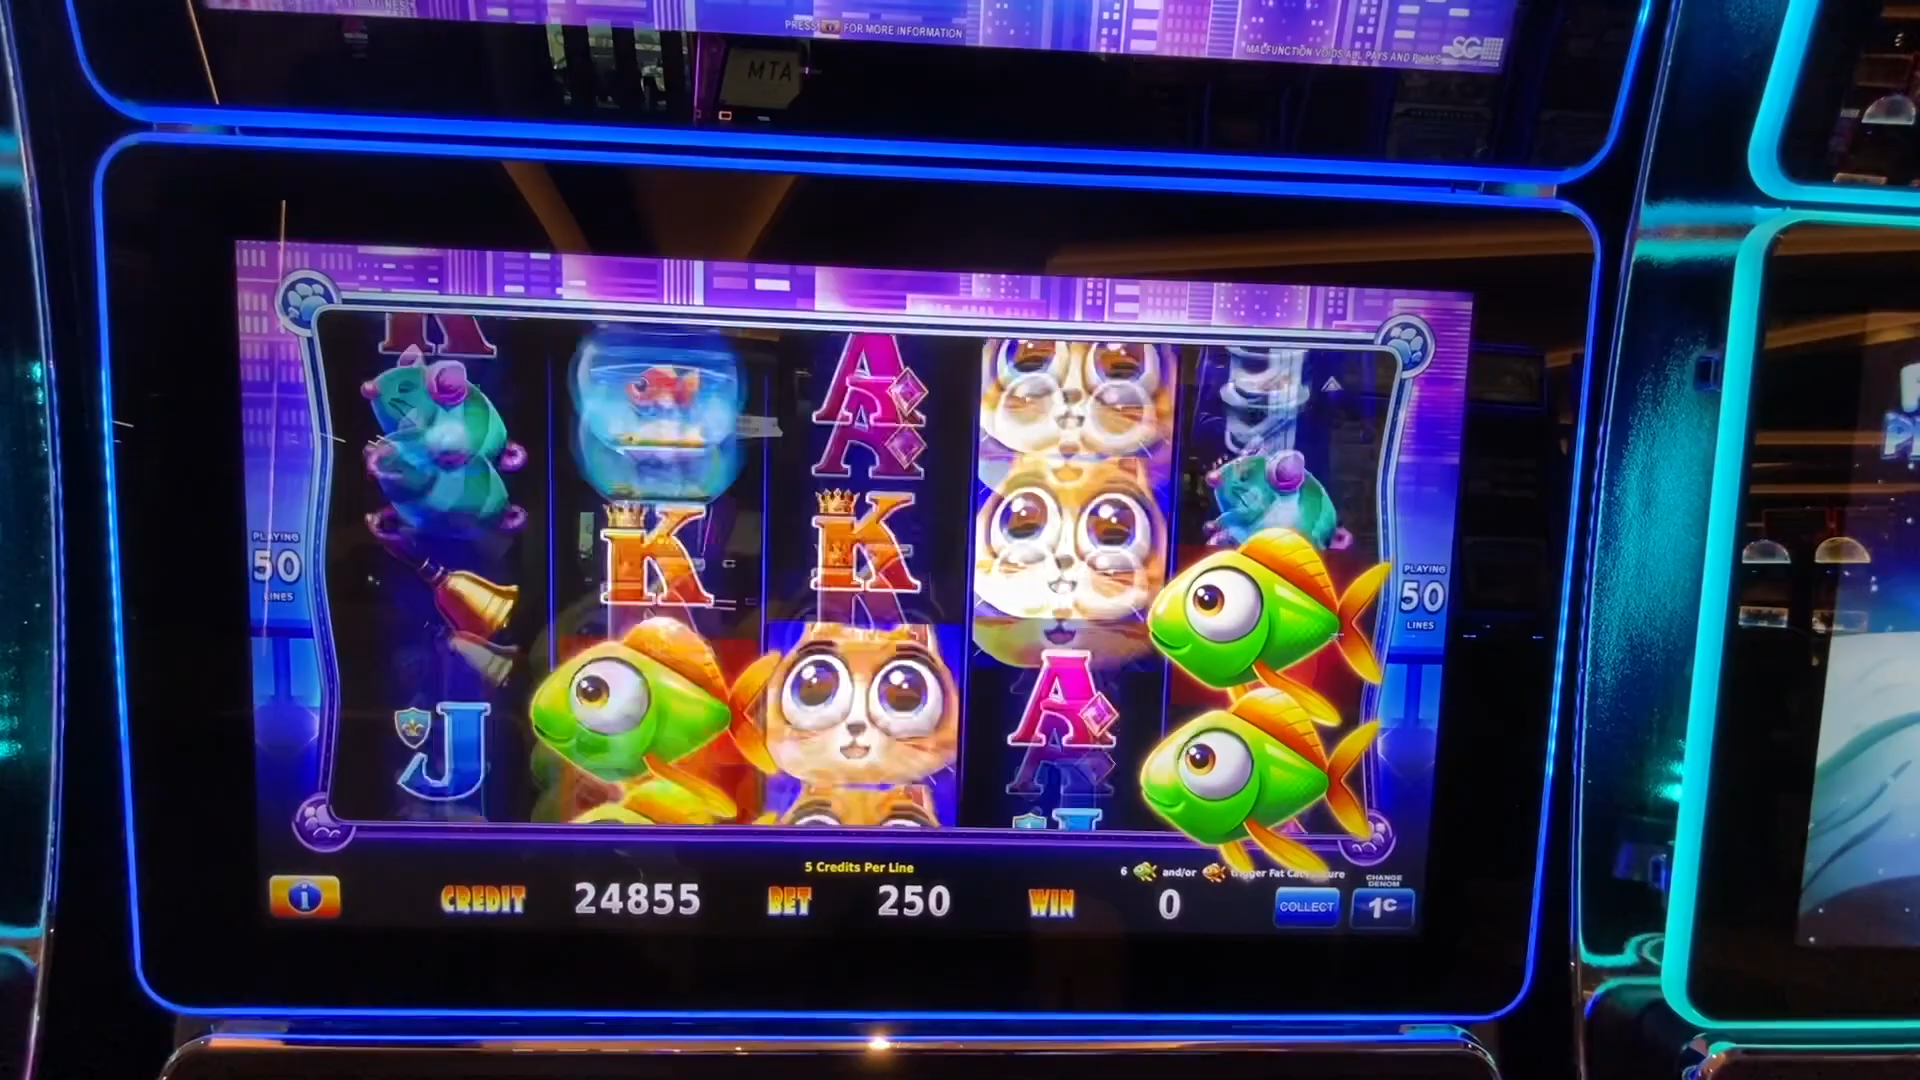 PRESS FOR MORE INFORMATION
MALFUNCTION VOIDS ALL PAYS AND PLAYS
SG
MTA
K
A
A
K
K
A
A
J
PLAYING
50
LINES
PLAYING
50
LINES
5 Credits Per Line
6 and/or trigger Fat Cat
CREDIT 24855 BET 250 WIN 0
COLLECT
CHANGE
DENOM
1¢